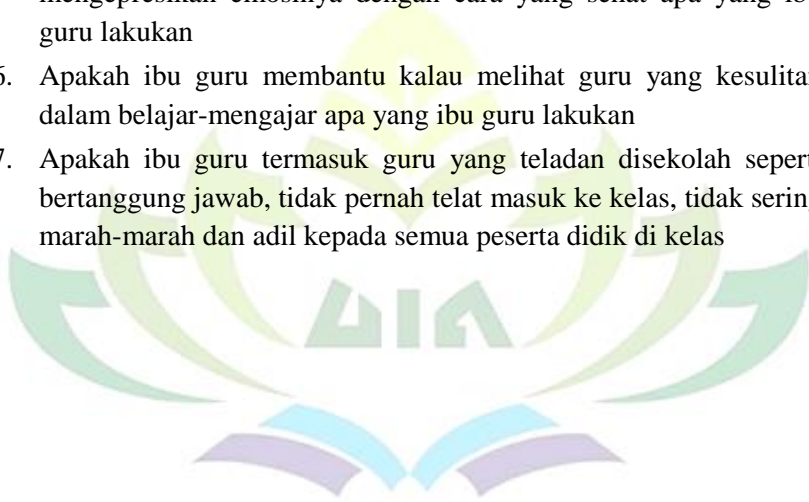 mengepresikan emosinya dengan cara yang sehat apa yang
guru lakukan
6. Apakah ibu guru membantu kalau melihat guru yang
dalam belajar-mengajar apa yang ibu guru lakukan
7. Apakah ibu guru termasuk guru yang teladan disekolah
bertanggung jawab, tidak pernah telat masuk ke kelas, tidak
marah-marah dan adil kepada semua peserta didik di kelas
UIN